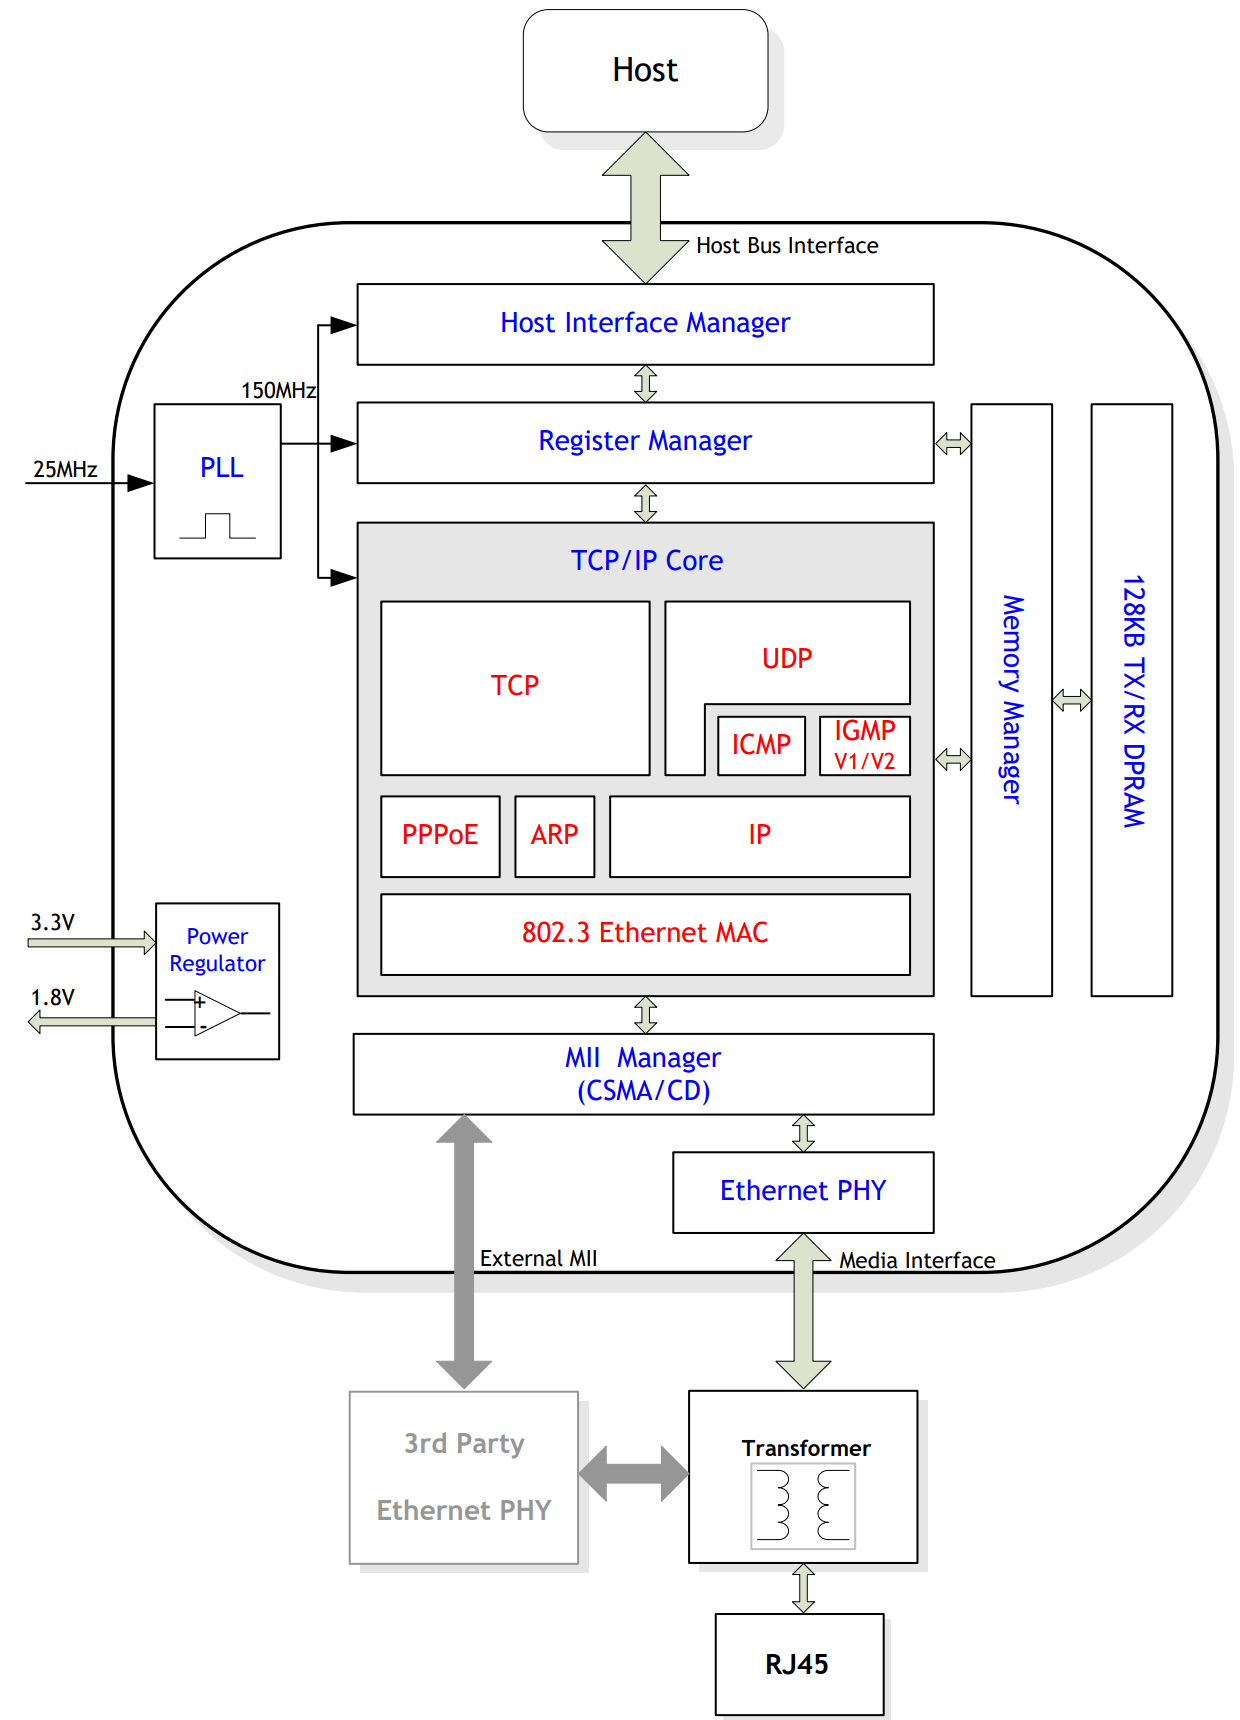 Host
Host Bus Interface
Host Interface Manager
150MHz
Register Manager
25MHz
PLL
TCP/IP Core
TCP
UDP
ICMP
IGMP
V1/V2
PPPoE
ARP
IP
802.3 Ethernet MAC
Memory Manager
128KB TX/RX DPRAM
3.3V
Power
Regulator
1.8V
+
-
MII Manager
(CSMA/CD)
Ethernet PHY
External MII
Media Interface
3rd Party
Ethernet PHY
Transformer
RJ45